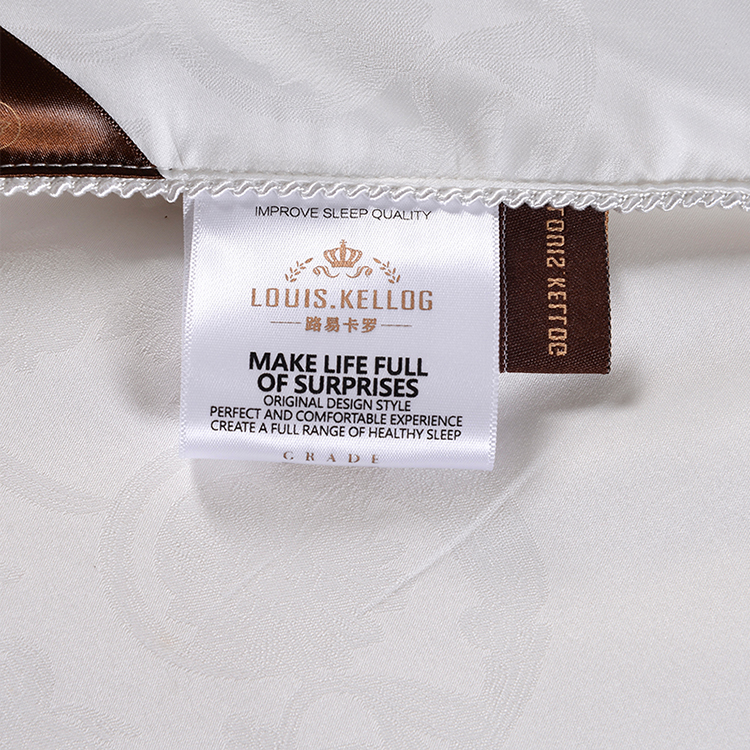 IMPROVE SLEEP QUALITY
LOUIS.KELLOG
路易卡罗
MAKE LIFE FULL
OF SURPRISES
ORIGINAL DESIGN STYLE
PERFECT AND COMFORTABLE EXPERIENCE
CREATE A FULL RANGE OF HEALTHY SLEEP
GRADE
LOUIS KELLOG